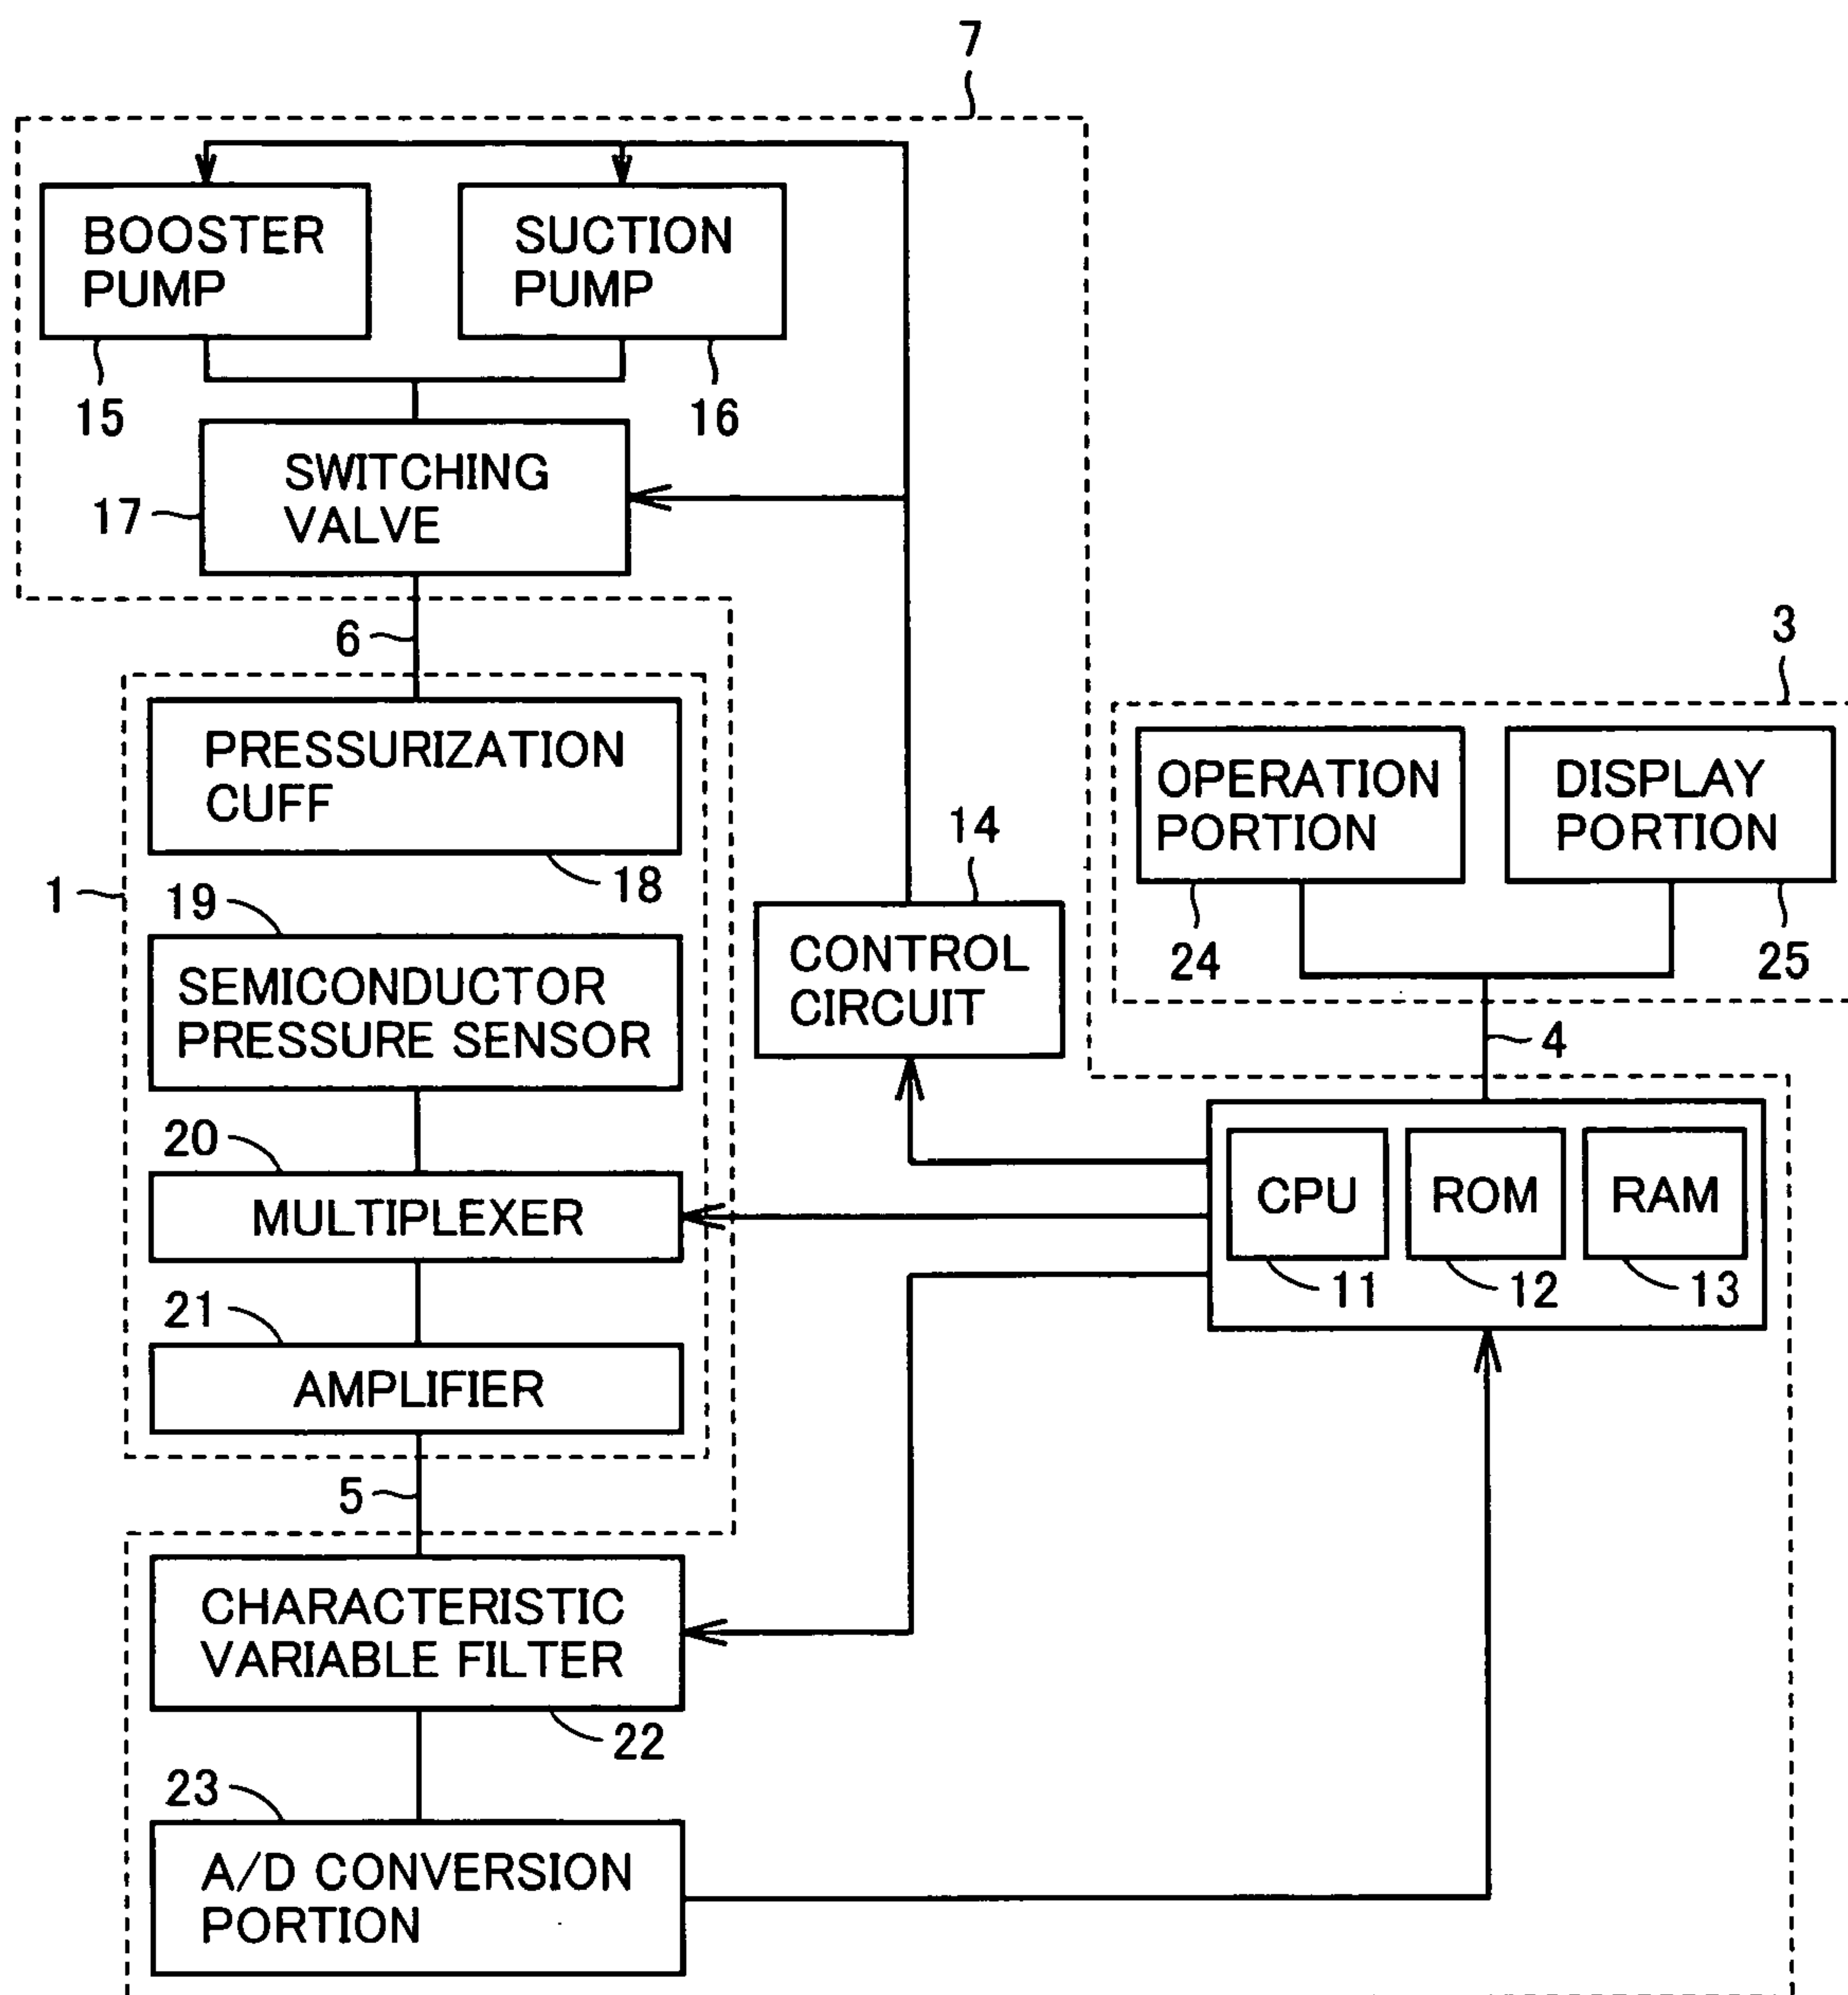 7
BOOSTER
PUMP
SUCTION
PUMP
15
16
SWITCHING
VALVE
17
6
3
PRESSURIZATION
CUFF
OPERATION
PORTION
DISPLAY
PORTION
14
18
1
19
CONTROL
CIRCUIT
24
25
SEMICONDUCTOR
PRESSURE SENSOR
4
20
MULTIPLEXER
CPU
ROM
RAM
11
12
13
21
AMPLIFIER
5
CHARACTERISTIC
VARIABLE FILTER
22
23
A/D CONVERSION
PORTION